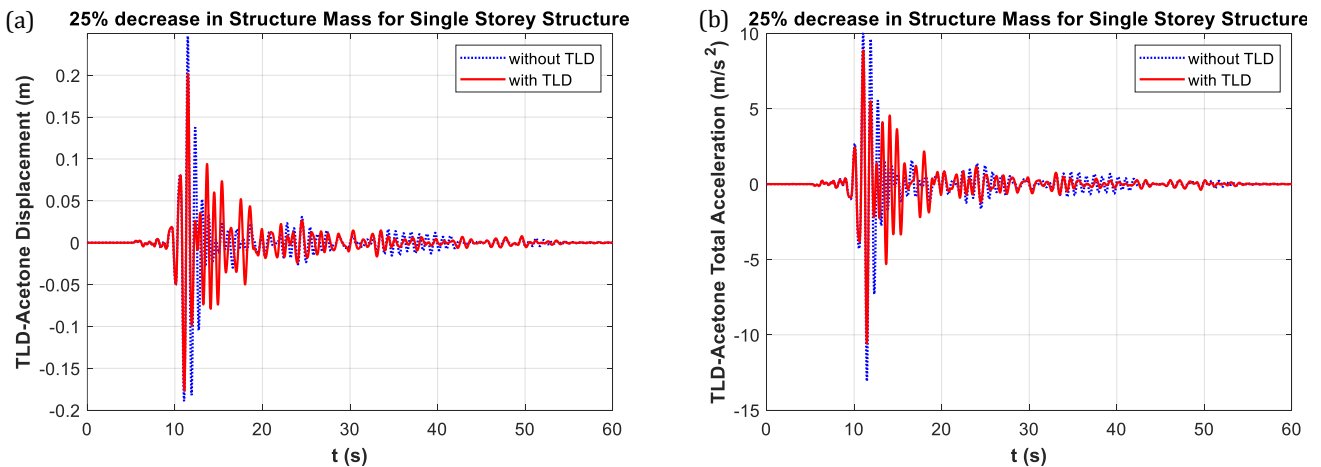 (a)
25% decrease in Structure Mass for Single Storey Structure
TLD-Acetone Displacement (m)
0.2
0.15
0.1
0.05
0
-0.05
-0.1
-0.15
-0.2
without TLD
with TLD
0 10 20 30 40 50 60
t (s)
(b)
25% decrease in Structure Mass for Single Storey Structure
TLD-Acetone Total Acceleration (m/s 2)
10
5
0
-5
-10
-15
without TLD
with TLD
0 10 20 30 40 50 60
t (s)